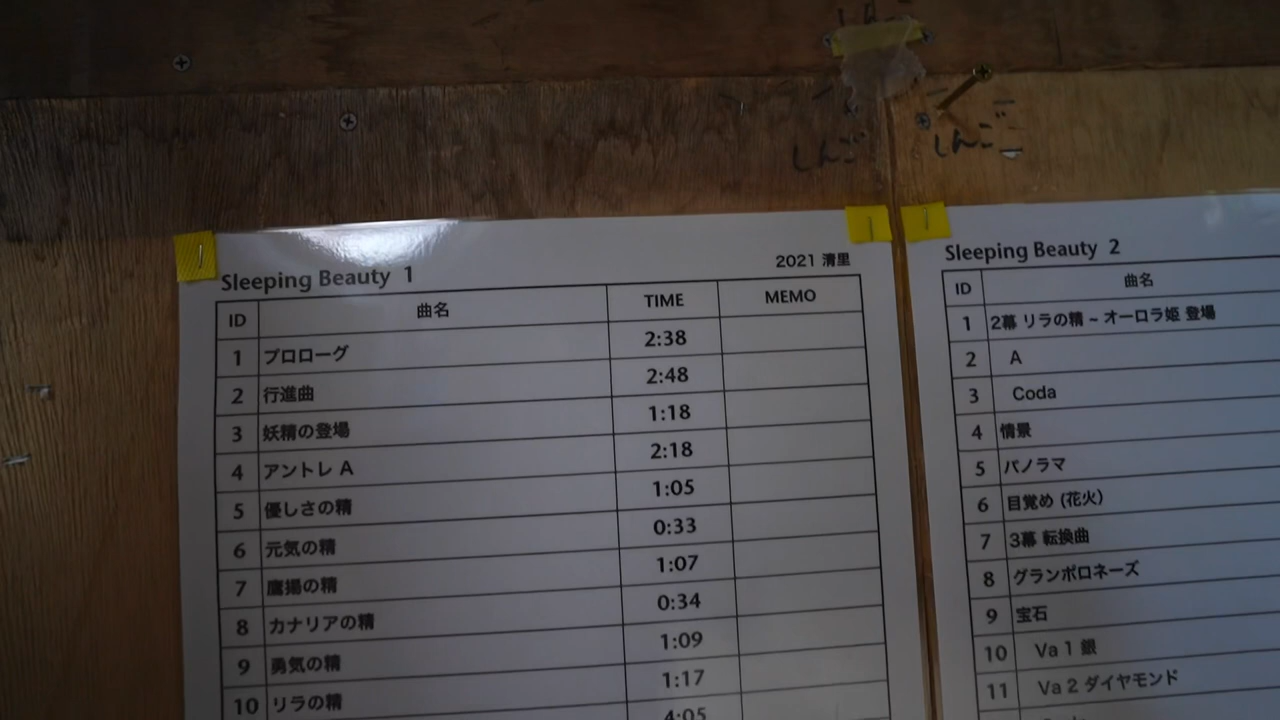 しんご しんご
Sleeping Beauty 1 2021 清里
ID 曲名 TIME MEMO
1 プロローグ 2:38
2 行進曲 2:48
3 妖精の登場 1:18
4 アントレ A 2:18
5 優しさの精 1:05
6 元気の精 0:33
7 鷹揚の精 1:07
8 カナリアの精 0:34
9 勇気の精 1:09
10 リラの精 1:17
4:05
Sleeping Beauty 2
ID 曲名
1 2幕 リラの精 ~ オーロラ姫 登場
2 A
3 Coda
4 情景
5 パノラマ
6 目覚め (花火)
7 3幕 転換曲
8 グランポロネーズ
9 宝石
10 Va 1 銀
11 Va 2 ダイヤモンド